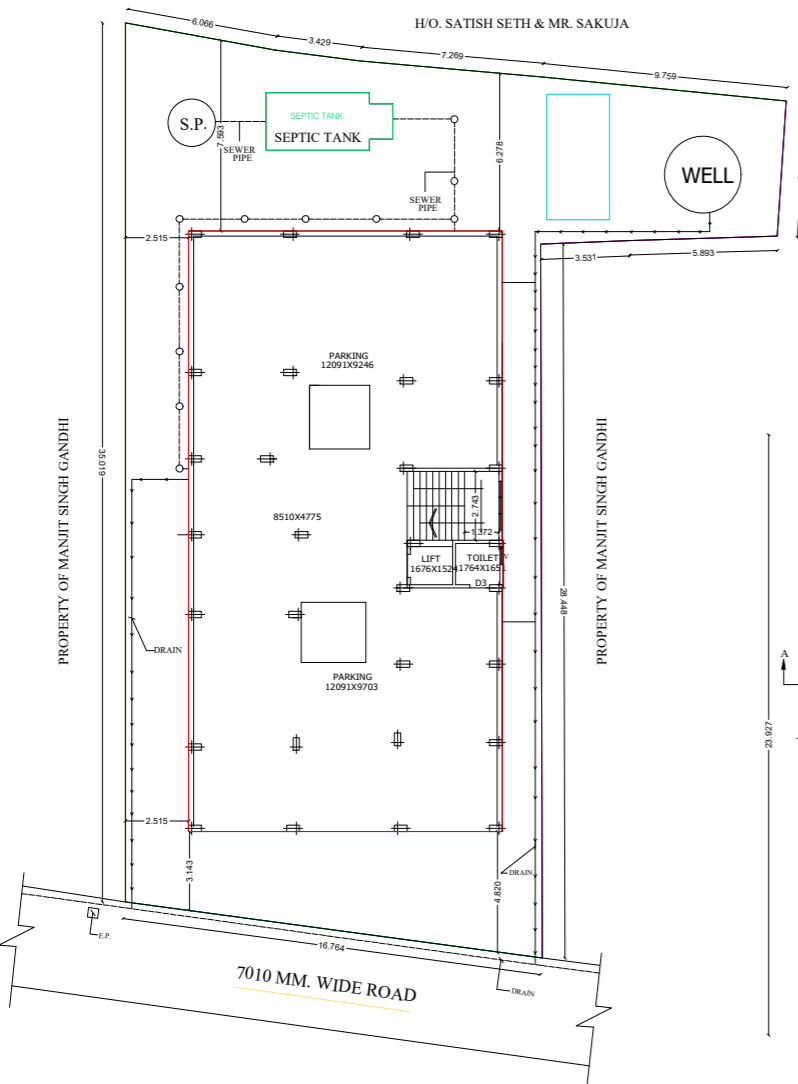 H/O. SATISH SETH & MR. SAKUJA
6.066
3.429
7.269
9.759
S.P.
SEPTIC TANK
SEPTIC TANK
SEWER
PIPE
7.593
6.278
SEWER
PIPE
WELL
2.515
3.531
5.893
PARKING
12091X9246
35.019
PROPERTY OF MANJIT SINGH GANDHI
PROPERTY OF MANJIT SINGH GANDHI
8510X4775
2.743
1.372
LIFT
1676X1524
TOILET
1764X1651
V
D3
28.448
DRAIN
PARKING
12091X9703
A
23.927
2.515
3.143
4.820
DRAIN
E.P.
16.764
7010 MM. WIDE ROAD
DRAIN